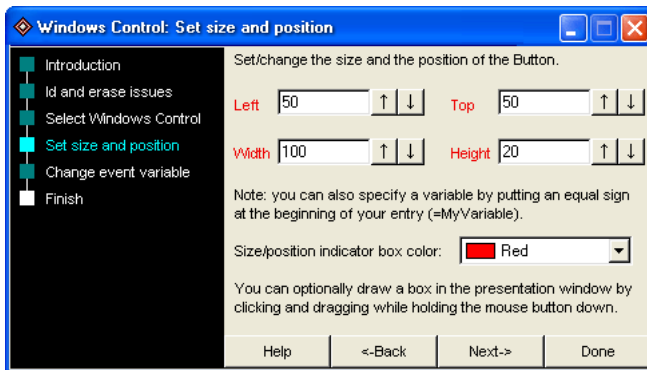 Windows Control: Set size and position
Introduction
Id and erase issues
Select Windows Control
Set size and position
Change event variable
Finish
Set/change the size and the position of the Button.
Left 50 Top 50
Width 100 Height 20
Note: you can also specify a variable by putting an equal sign
at the beginning of your entry (=MyVariable).
Size/position indicator box color: Red
You can optionally draw a box in the presentation window by
clicking and dragging while holding the mouse button down.
Help <-Back Next-> Done